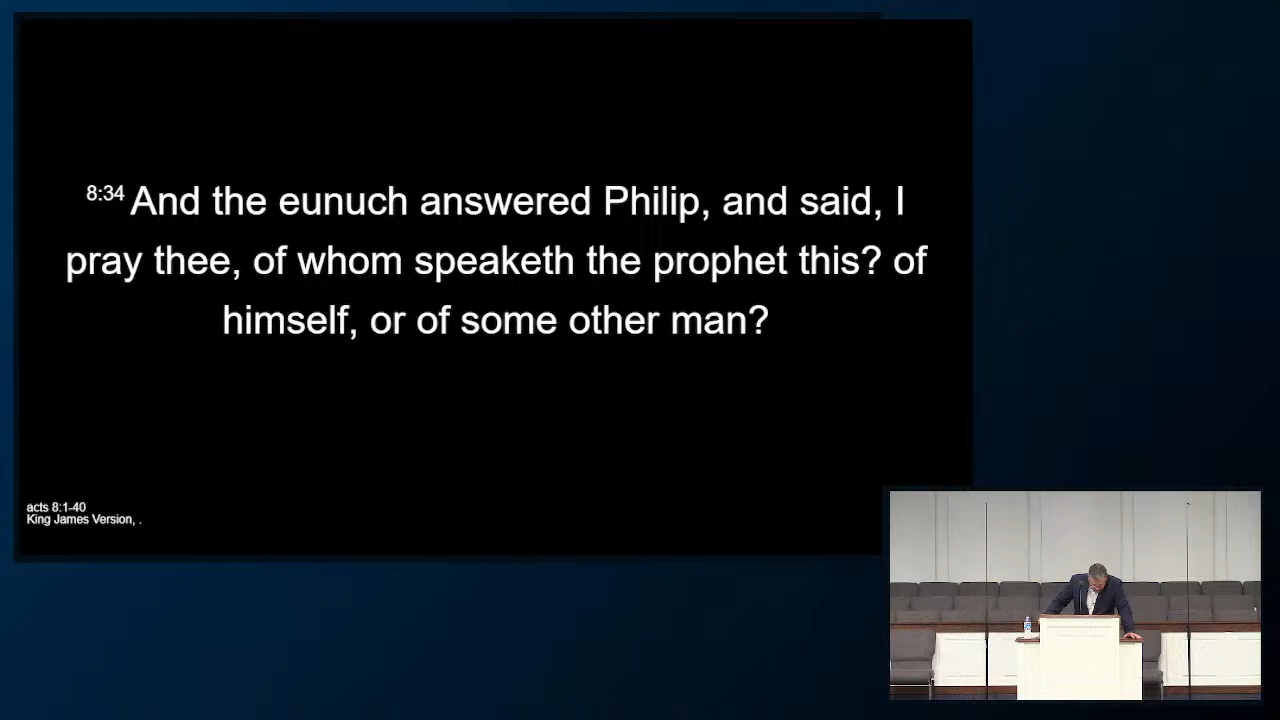 8:34 And the eunuch answered Philip, and said, I
pray thee, of whom speaketh the prophet this? of
himself, or of some other man?
acts 8:1-40
King James Version, .